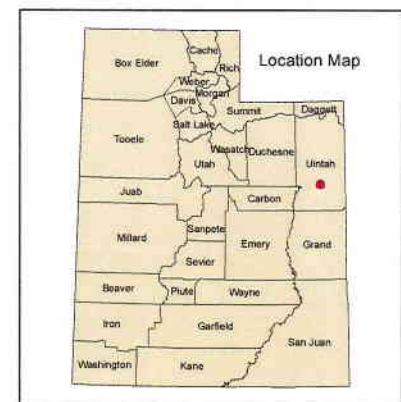 Location Map
Cache
Box Elder
Rich
Weber
Morgan
Davis
Daggett
Summit
Salt Lake
Tooele
Wasatch
Duchesne
Uintah
Utah
Juab
Carbon
Sanpete
Millard
Emery
Grand
Sevier
Beaver
Piute
Wayne
Iron
Garfield
San Juan
Washington
Kane